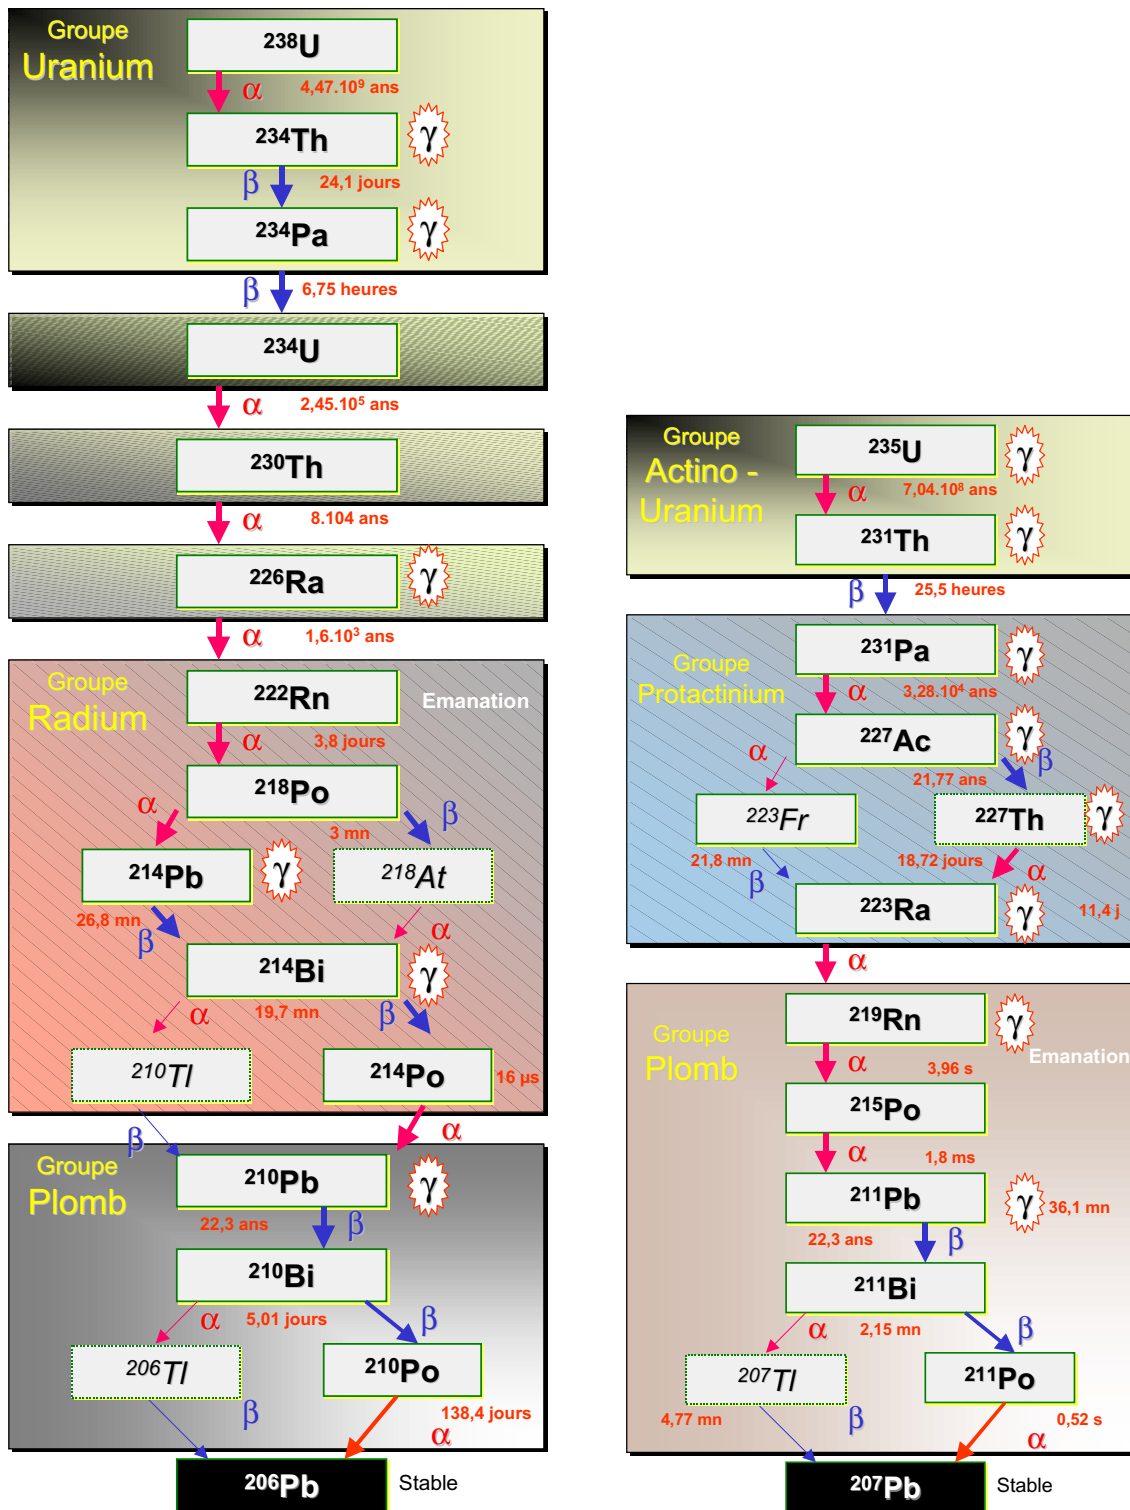 Groupe
Uranium
²³⁸U
α
4,47.10⁹ ans
²³⁴Th
γ
β
24,1 jours
²³⁴Pa
γ
β
6,75 heures
²³⁴U
α
2,45.10⁵ ans
²³⁰Th
α
8.104 ans
²²⁶Ra
γ
α
1,6.10³ ans
Groupe
Radium
²²²Rn
Emanation
α
3,8 jours
²¹⁸Po
α
β
3 mn
²¹⁴Pb
γ
²¹⁸At
26,8 mn
β
α
²¹⁴Bi
γ
α
19,7 mn
β
²¹⁰Tl
²¹⁴Po
16 µs
β
α
Groupe
Plomb
²¹⁰Pb
γ
22,3 ans
β
²¹⁰Bi
α
5,01 jours
β
²⁰⁶Tl
²¹⁰Po
β
138,4 jours
α
²⁰⁶Pb
Stable
Groupe
Actino -
Uranium
²³⁵U
γ
α
7,04.10⁸ ans
²³¹Th
γ
β
25,5 heures
Groupe
Protactinium
²³¹Pa
γ
α
3,28.10⁴ ans
²²⁷Ac
γ
α
21,77 ans
β
²²³Fr
²²⁷Th
γ
21,8 mn
18,72 jours
β
α
²²³Ra
γ
11,4 j
α
Groupe
Plomb
²¹⁹Rn
γ
Emanation
α
3,96 s
²¹⁵Po
α
1,8 ms
²¹¹Pb
γ
36,1 mn
22,3 ans
β
²¹¹Bi
α
2,15 mn
β
²⁰⁷Tl
²¹¹Po
4,77 mn
β
0,52 s
α
²⁰⁷Pb
Stable